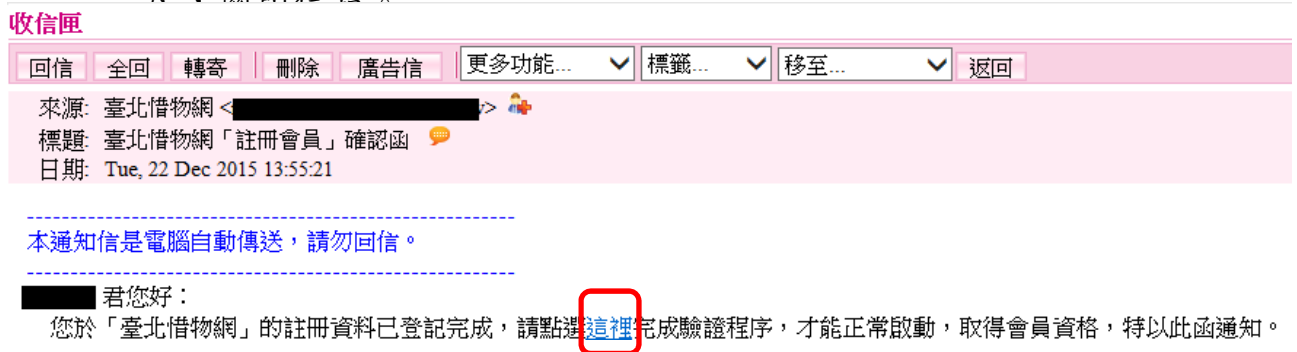 收信匣
回信 全回 轉寄 刪除 廣告信 更多功能... 標籤... 移至... 返回
來源: 臺北惜物網 <
標題: 臺北惜物網「註冊會員」確認函
日期: Tue, 22 Dec 2015 13:55:21
-------------------------------------------------------
本通知信是電腦自動傳送，請勿回信。
-------------------------------------------------------
君您好：
您於「臺北惜物網」的註冊資料已登記完成，請點選這裡完成驗證程序，才能正常啟動，取得會員資格，特以此函通知。